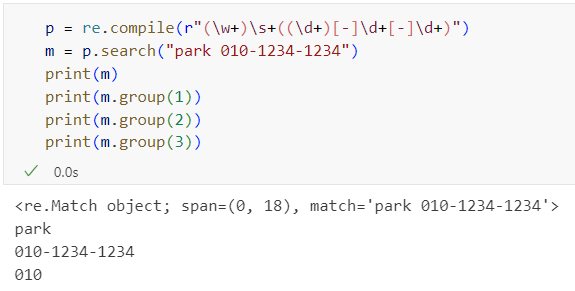 p = re.compile(r"(\w+)\s+((\d+)[-]\d+[-]\d+)")
m = p.search("park 010-1234-1234")
print(m)
print(m.group(1))
print(m.group(2))
print(m.group(3))
0.0s
<re.Match object; span=(0, 18), match='park 010-1234-1234'>
park
010-1234-1234
010